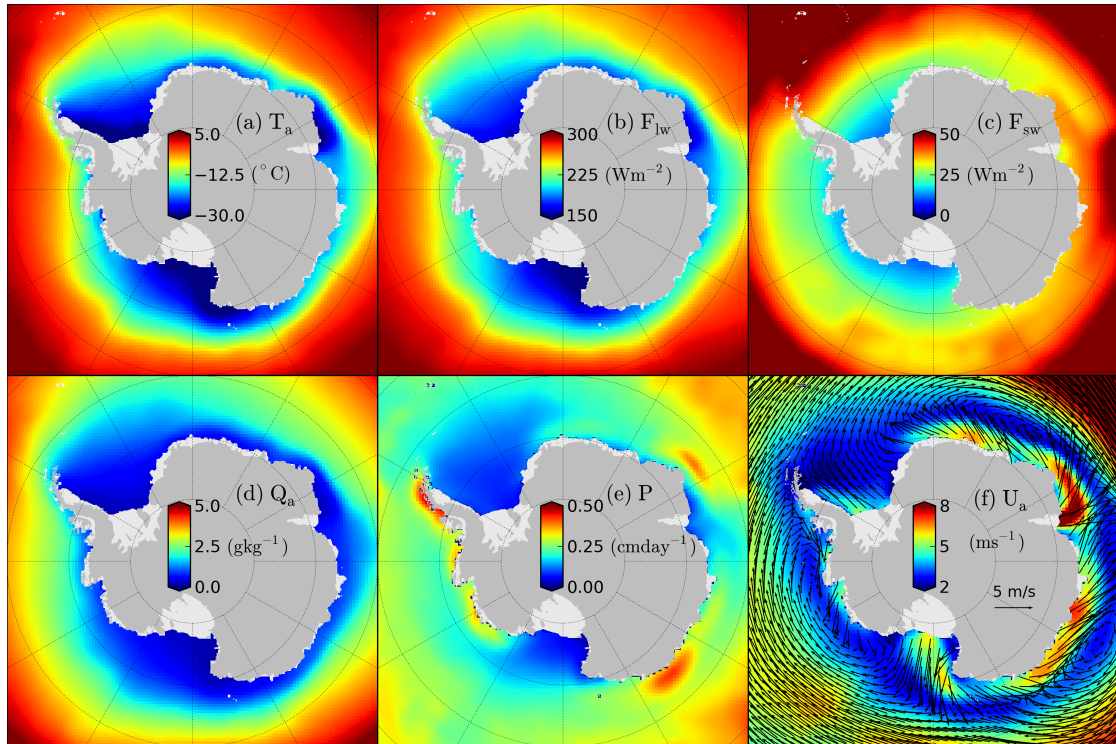 (a) Tₐ
5.0
−12.5 (°C)
−30.0
(b) F_lw
300
225 (Wm⁻²)
150
(c) F_sw
50
25 (Wm⁻²)
0
(d) Qₐ
5.0
2.5 (gkg⁻¹)
0.0
(e) P
0.50
0.25 (cmday⁻¹)
0.00
(f) Uₐ
8
5 (ms⁻¹)
2
5 m/s